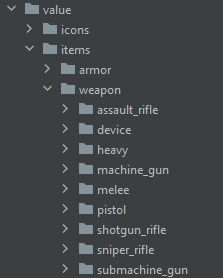 value
icons
items
armor
weapon
assault_rifle
device
heavy
machine_gun
melee
pistol
shotgun_rifle
sniper_rifle
submachine_gun